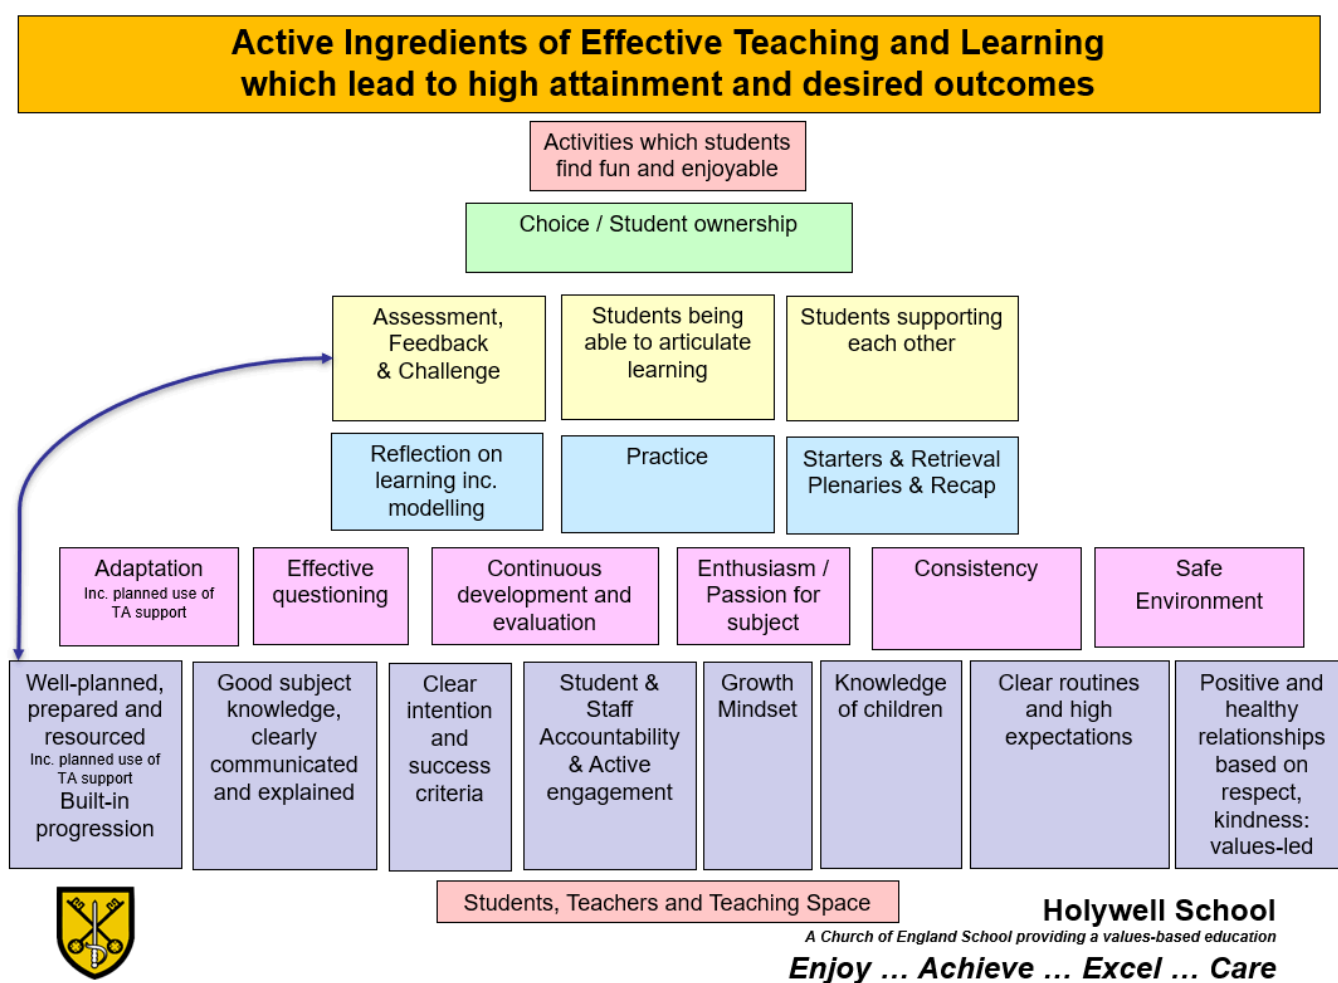 Active Ingredients of Effective Teaching and Learning
which lead to high attainment and desired outcomes
Activities which students
find fun and enjoyable
Choice / Student ownership
Assessment,
Feedback
& Challenge
Students being
able to articulate
learning
Students supporting
each other
Reflection on
learning inc.
modelling
Practice
Starters & Retrieval
Plenaries & Recap
Adaptation
Inc. planned use of
TA support
Effective
questioning
Continuous
development and
evaluation
Enthusiasm /
Passion for
subject
Consistency
Safe
Environment
Well-planned,
prepared and
resourced
Inc. planned use of
TA support
Built-in
progression
Good subject
knowledge,
clearly
communicated
and explained
Clear
intention
and
success
criteria
Student &
Staff
Accountability
& Active
engagement
Growth
Mindset
Knowledge
of children
Clear routines
and high
expectations
Positive and
healthy
relationships
based on
respect,
kindness:
values-led
Students, Teachers and Teaching Space
Holywell School
A Church of England School providing a values-based education
Enjoy ... Achieve ... Excel ... Care